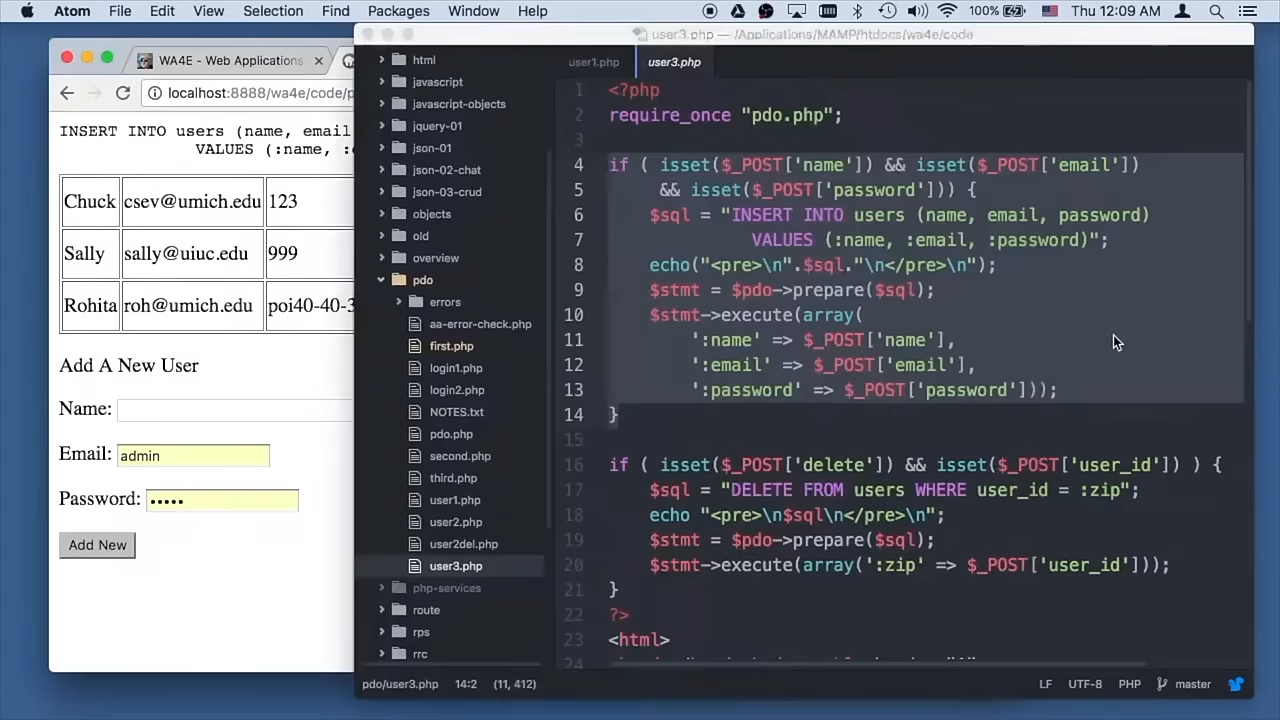 Atom File Edit View Selection Find Packages Window Help 100% Thu 12:09 AM
WA4E - Web Applications
localhost:8888/wa4e/code/p
INSERT INTO users (name, email
VALUES (:name, :e
Chuck csev@umich.edu 123
Sally sally@uiuc.edu 999
Rohita roh@umich.edu poi40-40-3
Add A New User
Name:
Email: admin
Password: •••••
Add New
user3.php — /Applications/MAMP/htdocs/wa4e/code
html
javascript
javascript-objects
jquery-01
json-01
json-02-chat
json-03-crud
objects
old
overview
pdo
errors
aa-error-check.php
first.php
login1.php
login2.php
NOTES.txt
pdo.php
second.php
third.php
user1.php
user2.php
user2del.php
user3.php
php-services
route
rps
rrc
user1.php user3.php
1 <?php
2 require_once "pdo.php";
3
4 if ( isset($_POST['name']) && isset($_POST['email'])
5 && isset($_POST['password'])) {
6 $sql = "INSERT INTO users (name, email, password)
7 VALUES (:name, :email, :password)";
8 echo("<pre>\n".$sql."\n</pre>\n");
9 $stmt = $pdo->prepare($sql);
10 $stmt->execute(array(
11 ':name' => $_POST['name'],
12 ':email' => $_POST['email'],
13 ':password' => $_POST['password']));
14 }
15
16 if ( isset($_POST['delete']) && isset($_POST['user_id']) ) {
17 $sql = "DELETE FROM users WHERE user_id = :zip";
18 echo "<pre>\n$sql\n</pre>\n";
19 $stmt = $pdo->prepare($sql);
20 $stmt->execute(array(':zip' => $_POST['user_id']));
21 }
22 ?>
23 <html>
24
pdo/user3.php 14:2 (11, 412) LF UTF-8 PHP master